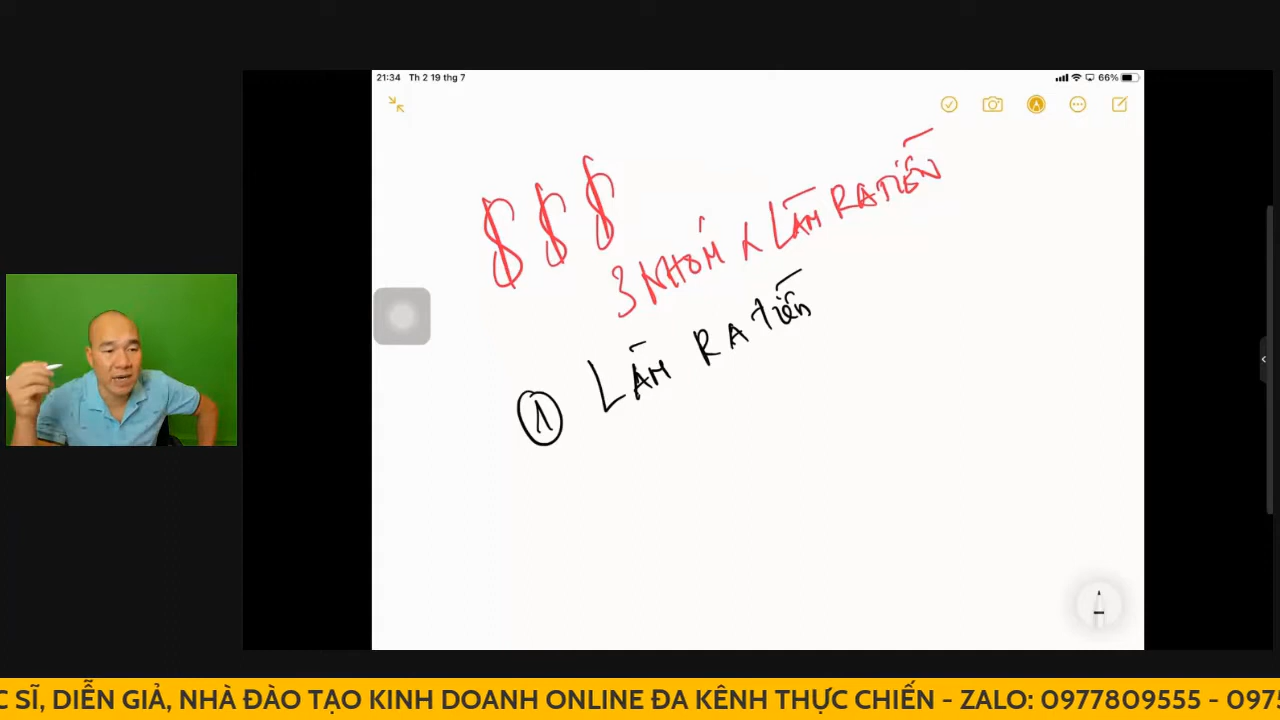 21:34 Th 2 19 thg 7
66%
$ $ $
3 NHÓM LÀM RA TIỀN
① LÀM RA tiền
C SĨ, DIỄN GIẢ, NHÀ ĐÀO TẠO KINH DOANH ONLINE ĐA KÊNH THỰC CHIẾN - ZALO: 0977809555 - 097